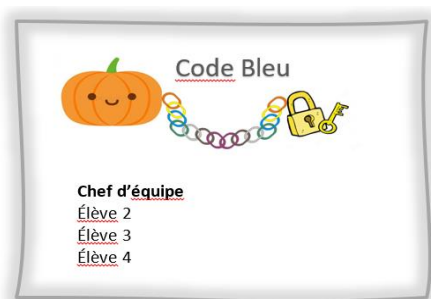 Code Bleu
Chef d’équipe
Élève 2
Élève 3
Élève 4